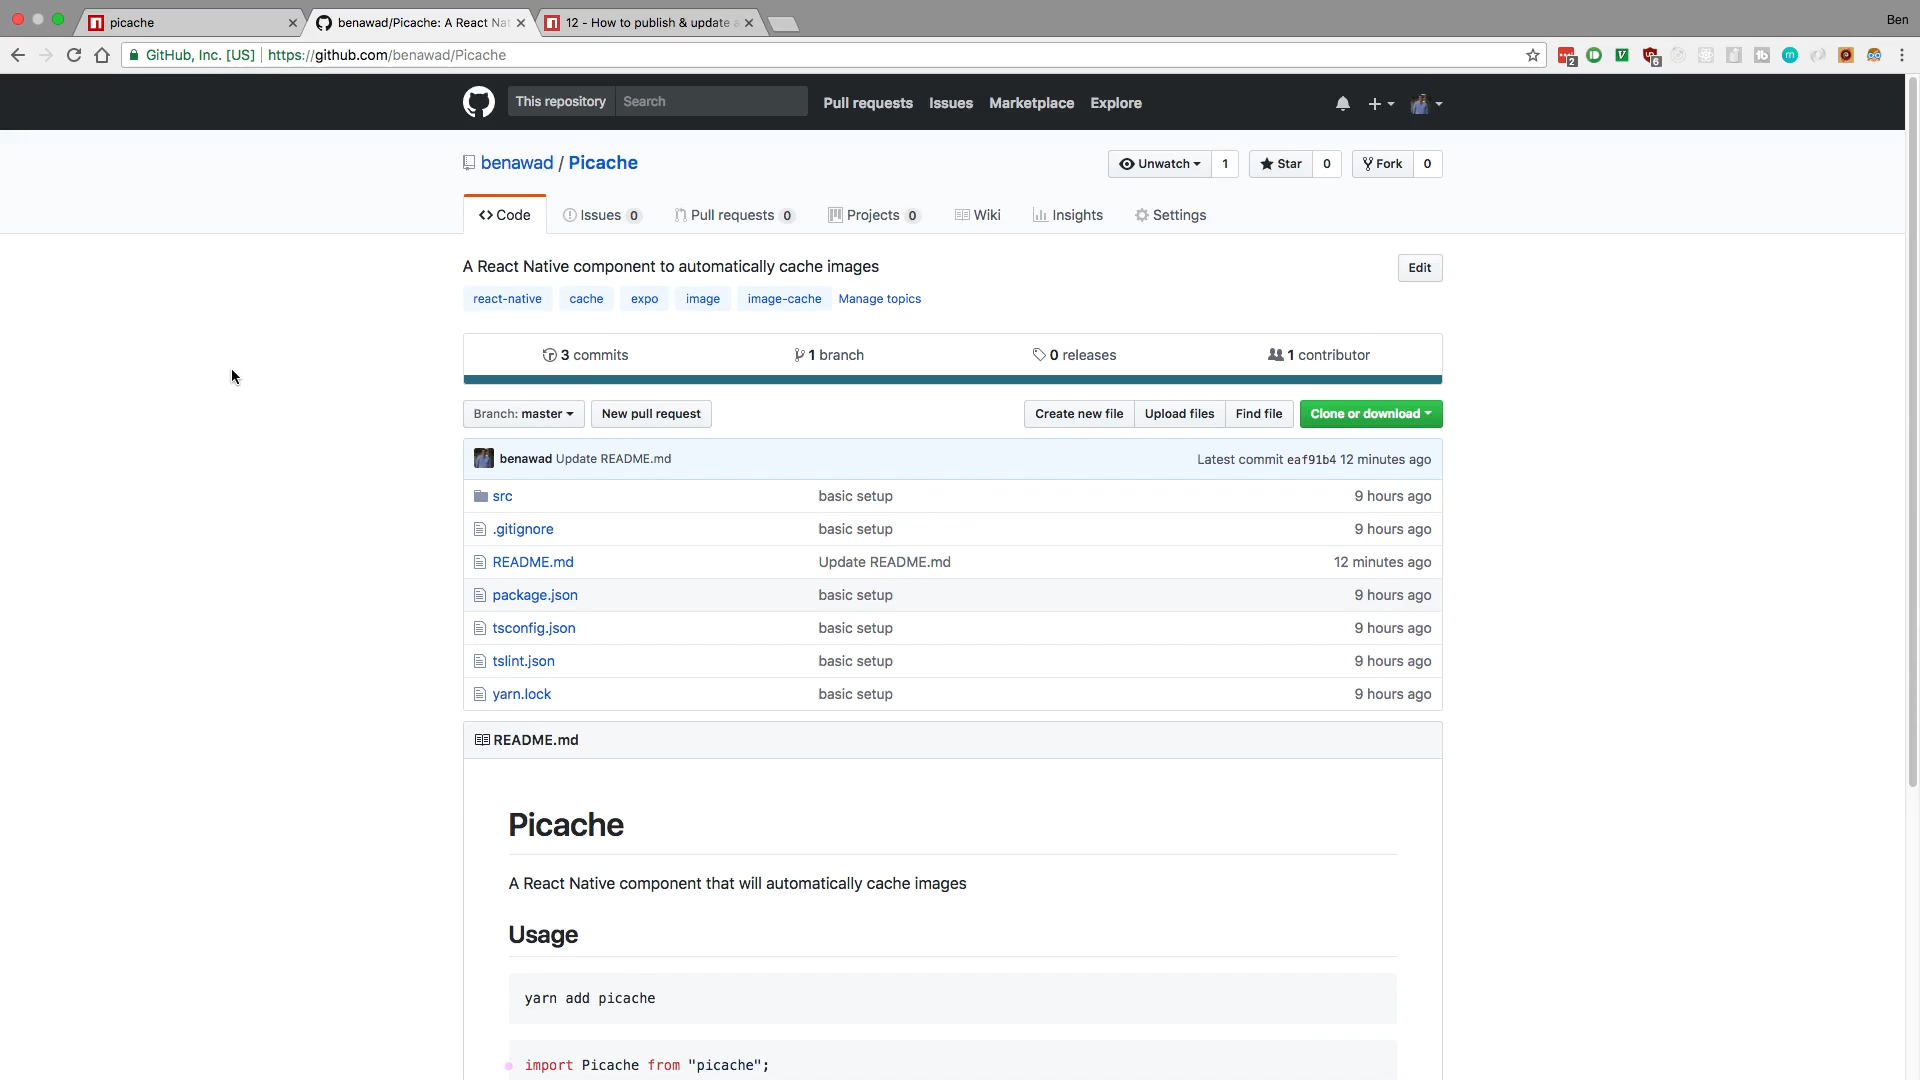 picache
benawad/Picache: A React Nat
12 - How to publish & update a
Ben
GitHub, Inc. [US]
https://github.com/benawad/Picache
2
6
This repository
Search
Pull requests
Issues
Marketplace
Explore
benawad / Picache
Unwatch 1
Star 0
Fork 0
Code
Issues 0
Pull requests 0
Projects 0
Wiki
Insights
Settings
A React Native component to automatically cache images
Edit
react-native cache expo image image-cache Manage topics
3 commits
1 branch
0 releases
1 contributor
Branch: master
New pull request
Create new file
Upload files
Find file
Clone or download
benawad Update README.md
Latest commit eaf91b4 12 minutes ago
src basic setup 9 hours ago
.gitignore basic setup 9 hours ago
README.md Update README.md 12 minutes ago
package.json basic setup 9 hours ago
tsconfig.json basic setup 9 hours ago
tslint.json basic setup 9 hours ago
yarn.lock basic setup 9 hours ago
README.md
Picache
A React Native component that will automatically cache images
Usage
yarn add picache
import Picache from "picache";